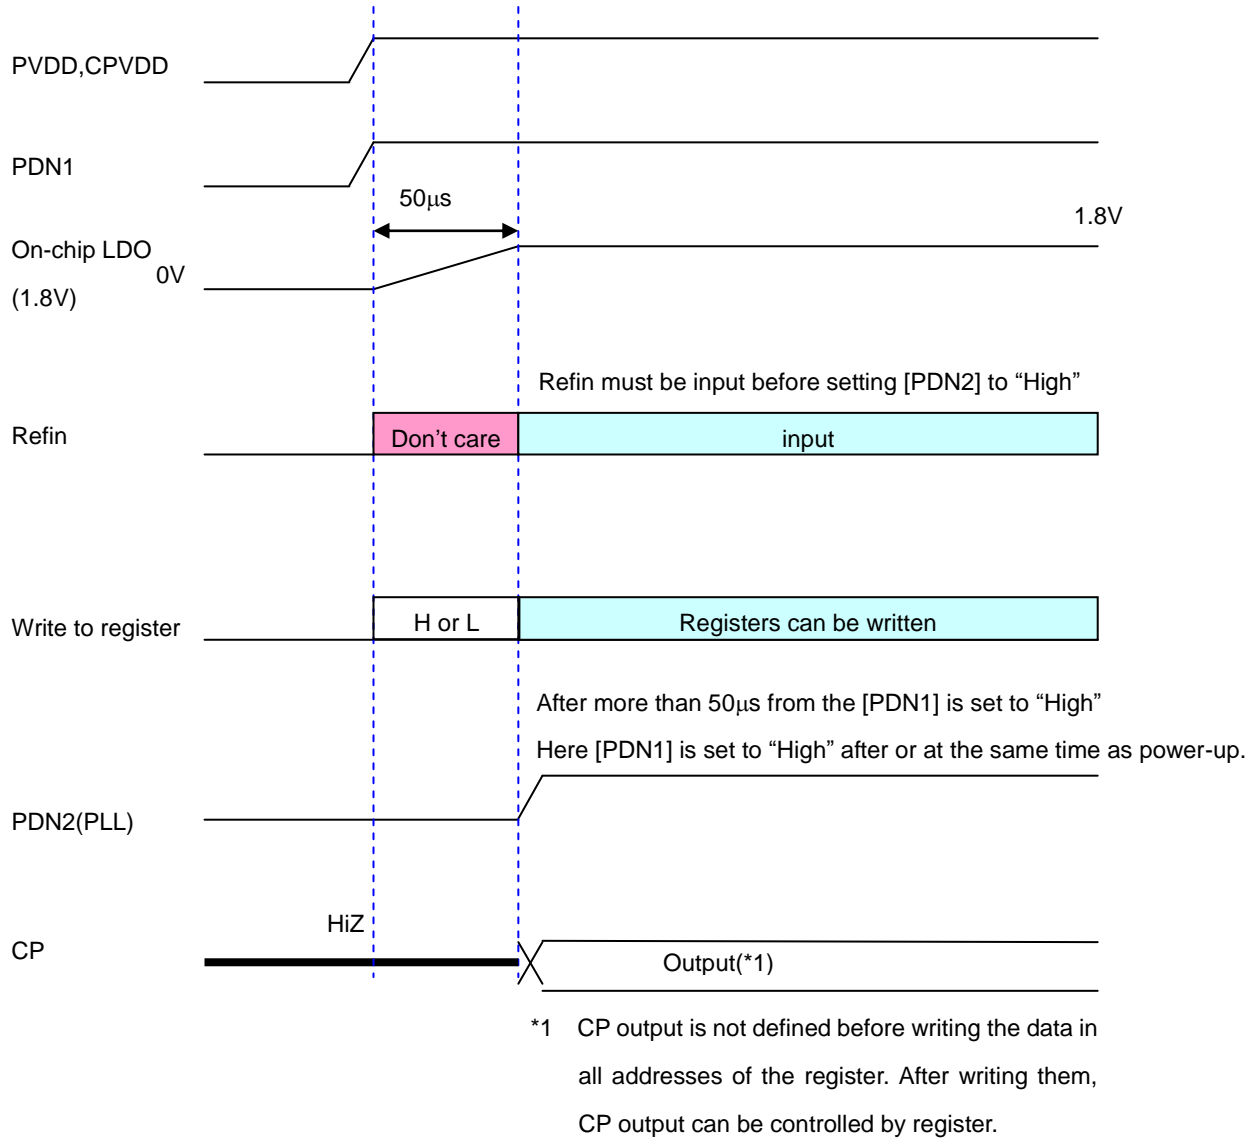 PVDD,CPVDD
PDN1
50μs
1.8V
On-chip LDO
0V
(1.8V)
Refin must be input before setting [PDN2] to “High”
Refin
Don’t care
input
Write to register
H or L
Registers can be written
After more than 50μs from the [PDN1] is set to “High”
Here [PDN1] is set to “High” after or at the same time as power-up.
PDN2(PLL)
HiZ
CP
Output(*1)
*1 CP output is not defined before writing the data in
all addresses of the register. After writing them,
CP output can be controlled by register.